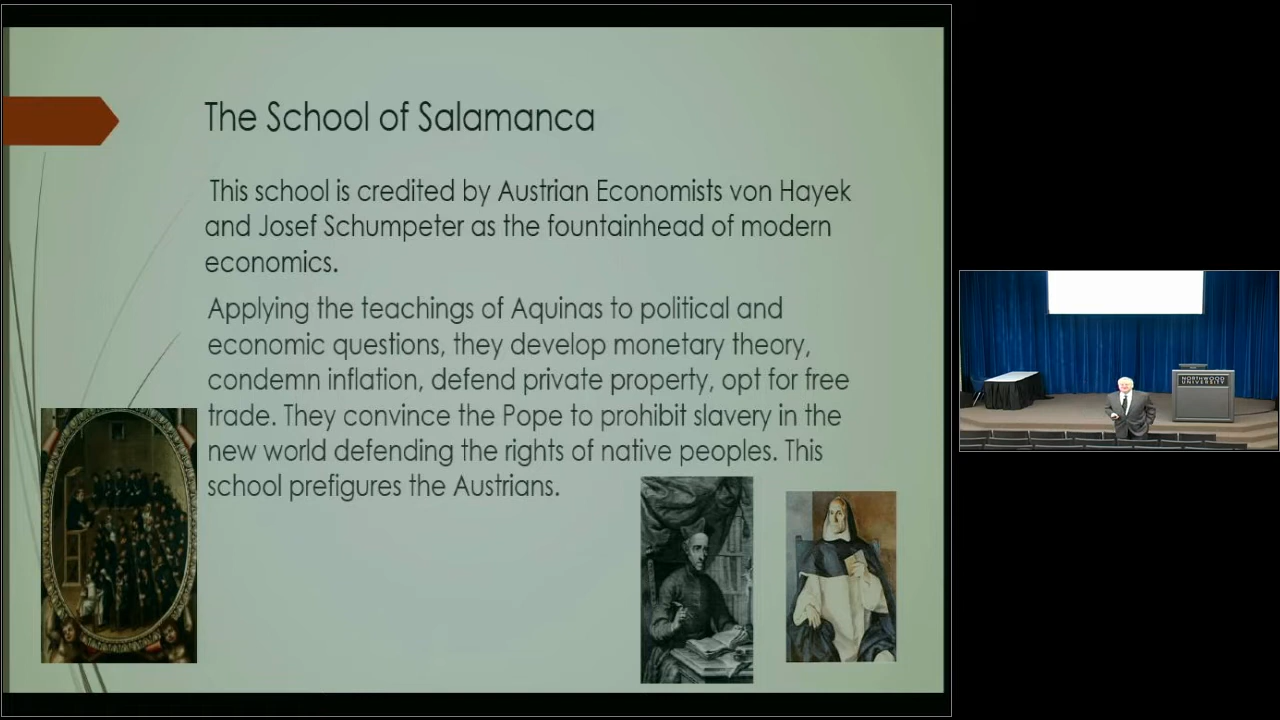 The School of Salamanca
This school is credited by Austrian Economists von Hayek
and Josef Schumpeter as the fountainhead of modern
economics.
Applying the teachings of Aquinas to political and
economic questions, they develop monetary theory,
condemn inflation, defend private property, opt for free
trade. They convince the Pope to prohibit slavery in the
new world defending the rights of native peoples. This
school prefigures the Austrians.
NORTHWOOD
UNIVERSITY